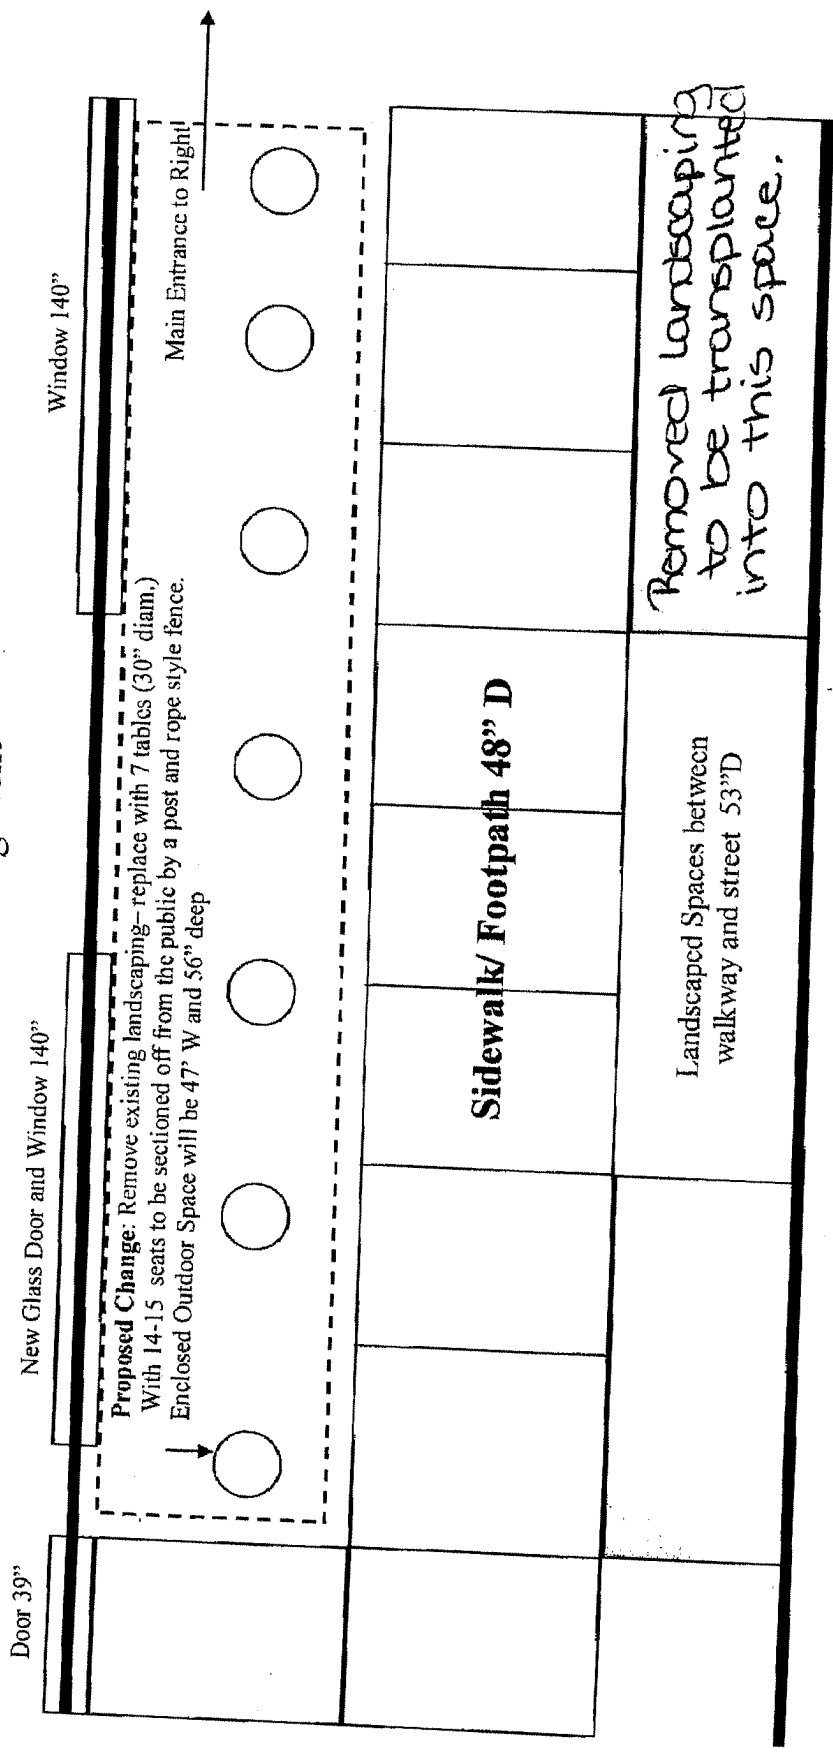 Door 39”
New Glass Door and Window 140”
Window 140”
Proposed Change: Remove existing landscaping– replace with 7 tables (30” diam.)
With 14-15 seats to be sectioned off from the public by a post and rope style fence.
Enclosed Outdoor Space will be 47’ W and 56” deep
Main Entrance to Right
Sidewalk/ Footpath 48” D
Landscaped Spaces between
walkway and street 53”D
Removed landscaping
to be transplanted
into this space.